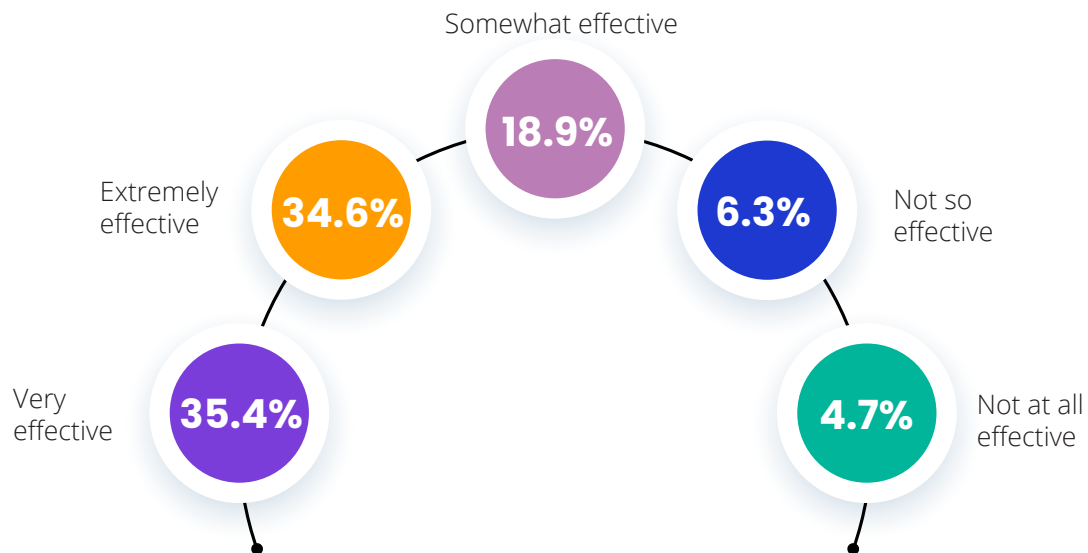 Somewhat effective
18.9%
Extremely
effective
34.6%
6.3%
Not so
effective
Very
effective
35.4%
4.7%
Not at all
effective